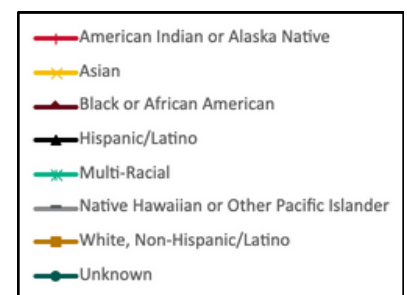 American Indian or Alaska Native
Asian
Black or African American
Hispanic/Latino
Multi-Racial
Native Hawaiian or Other Pacific Islander
White, Non-Hispanic/Latino
Unknown